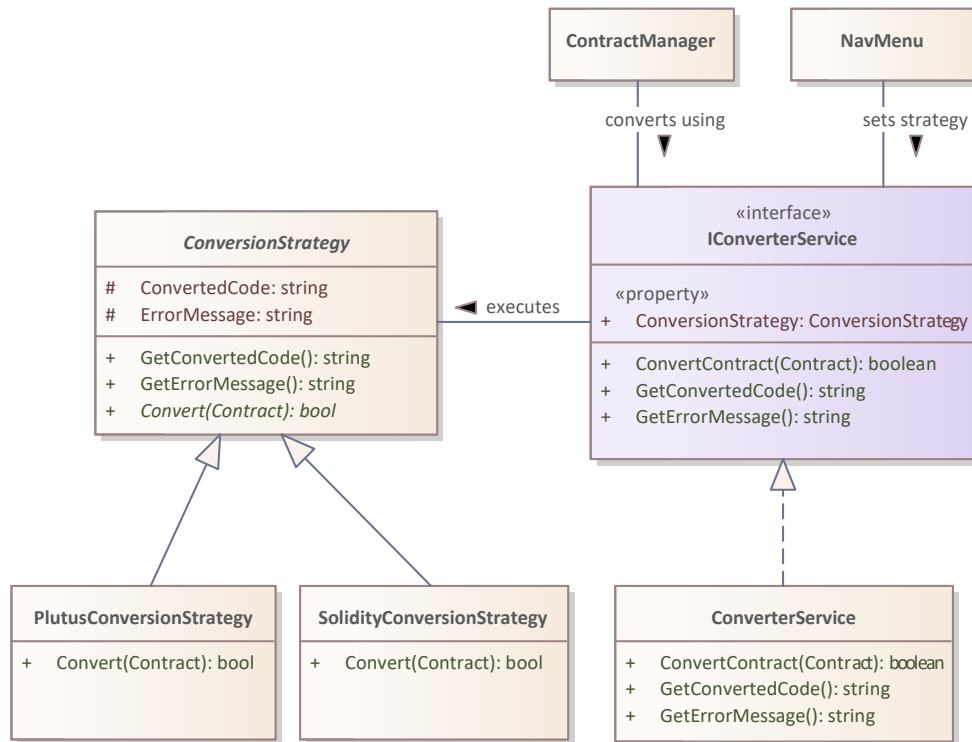 ContractManager
NavMenu
converts using
sets strategy
ConversionStrategy
# ConvertedCode: string
# ErrorMessage: string
+ GetConvertedCode(): string
+ GetErrorMessage(): string
+ Convert(Contract): bool
executes
«interface»
IConverterService
«property»
+ ConversionStrategy: ConversionStrategy
+ ConvertContract(Contract): boolean
+ GetConvertedCode(): string
+ GetErrorMessage(): string
PlutusConversionStrategy
+ Convert(Contract): bool
SolidityConversionStrategy
+ Convert(Contract): bool
ConverterService
+ ConvertContract(Contract): boolean
+ GetConvertedCode(): string
+ GetErrorMessage(): string